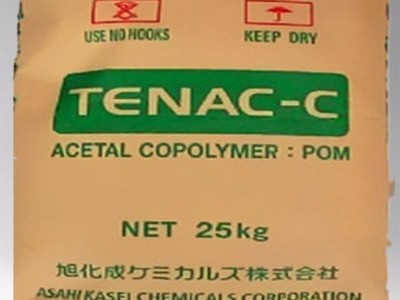 USE NO HOOKS KEEP DRY
TENAC-C
ACETAL COPOLYMER : POM
NET 25kg
旭化成ケミカルズ株式会社
ASAHI KASEI CHEMICALS CORPORATION